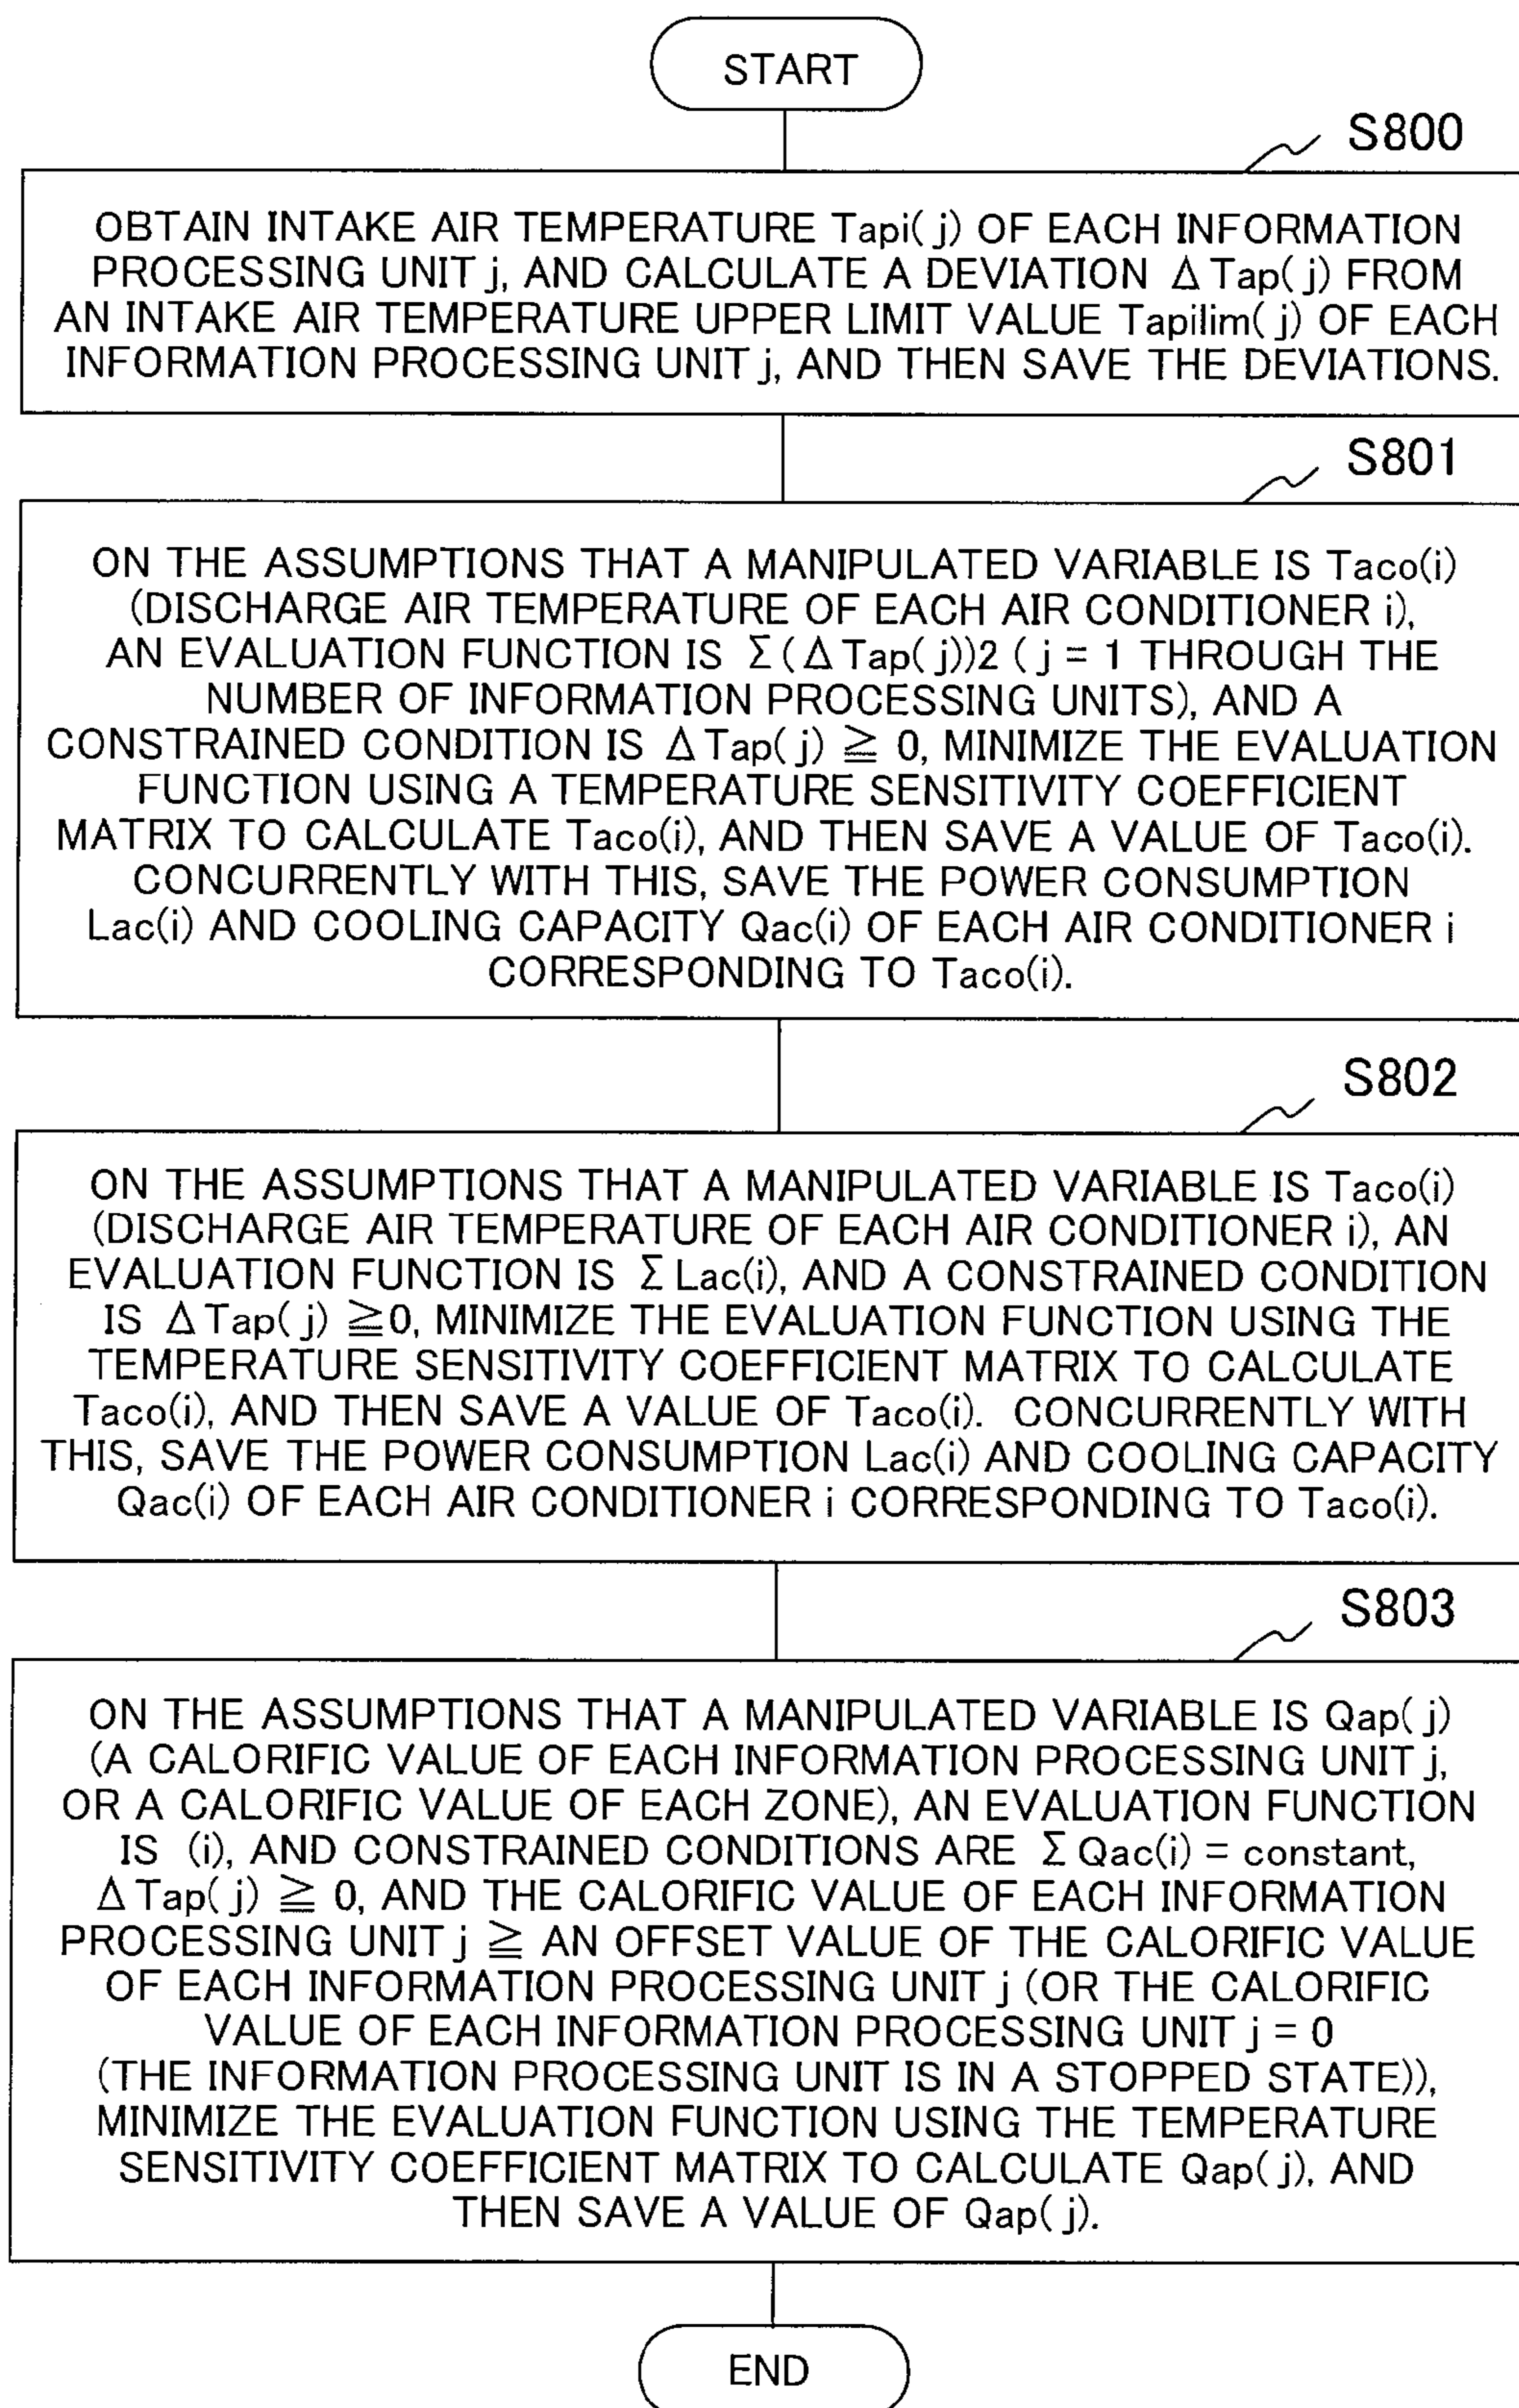 START
S800
OBTAIN INTAKE AIR TEMPERATURE Tapi( j) OF EACH INFORMATION
PROCESSING UNIT j, AND CALCULATE A DEVIATION Δ Tap( j) FROM
AN INTAKE AIR TEMPERATURE UPPER LIMIT VALUE Tapilim( j) OF EACH
INFORMATION PROCESSING UNIT j, AND THEN SAVE THE DEVIATIONS.
S801
ON THE ASSUMPTIONS THAT A MANIPULATED VARIABLE IS Taco(i)
(DISCHARGE AIR TEMPERATURE OF EACH AIR CONDITIONER i),
AN EVALUATION FUNCTION IS Σ(Δ Tap( j))2 ( j = 1 THROUGH THE
NUMBER OF INFORMATION PROCESSING UNITS), AND A
CONSTRAINED CONDITION IS Δ Tap( j) ≧ 0, MINIMIZE THE EVALUATION
FUNCTION USING A TEMPERATURE SENSITIVITY COEFFICIENT
MATRIX TO CALCULATE Taco(i), AND THEN SAVE A VALUE OF Taco(i).
CONCURRENTLY WITH THIS, SAVE THE POWER CONSUMPTION
Lac(i) AND COOLING CAPACITY Qac(i) OF EACH AIR CONDITIONER i
CORRESPONDING TO Taco(i).
S802
ON THE ASSUMPTIONS THAT A MANIPULATED VARIABLE IS Taco(i)
(DISCHARGE AIR TEMPERATURE OF EACH AIR CONDITIONER i), AN
EVALUATION FUNCTION IS Σ Lac(i), AND A CONSTRAINED CONDITION
IS Δ Tap( j) ≧0, MINIMIZE THE EVALUATION FUNCTION USING THE
TEMPERATURE SENSITIVITY COEFFICIENT MATRIX TO CALCULATE
Taco(i), AND THEN SAVE A VALUE OF Taco(i). CONCURRENTLY WITH
THIS, SAVE THE POWER CONSUMPTION Lac(i) AND COOLING CAPACITY
Qac(i) OF EACH AIR CONDITIONER i CORRESPONDING TO Taco(i).
S803
ON THE ASSUMPTIONS THAT A MANIPULATED VARIABLE IS Qap( j)
(A CALORIFIC VALUE OF EACH INFORMATION PROCESSING UNIT j,
OR A CALORIFIC VALUE OF EACH ZONE), AN EVALUATION FUNCTION
IS (i), AND CONSTRAINED CONDITIONS ARE Σ Qac(i) = constant,
Δ Tap( j) ≧ 0, AND THE CALORIFIC VALUE OF EACH INFORMATION
PROCESSING UNIT j ≧ AN OFFSET VALUE OF THE CALORIFIC VALUE
OF EACH INFORMATION PROCESSING UNIT j (OR THE CALORIFIC
VALUE OF EACH INFORMATION PROCESSING UNIT j = 0
(THE INFORMATION PROCESSING UNIT IS IN A STOPPED STATE)),
MINIMIZE THE EVALUATION FUNCTION USING THE TEMPERATURE
SENSITIVITY COEFFICIENT MATRIX TO CALCULATE Qap( j), AND
THEN SAVE A VALUE OF Qap( j).
END